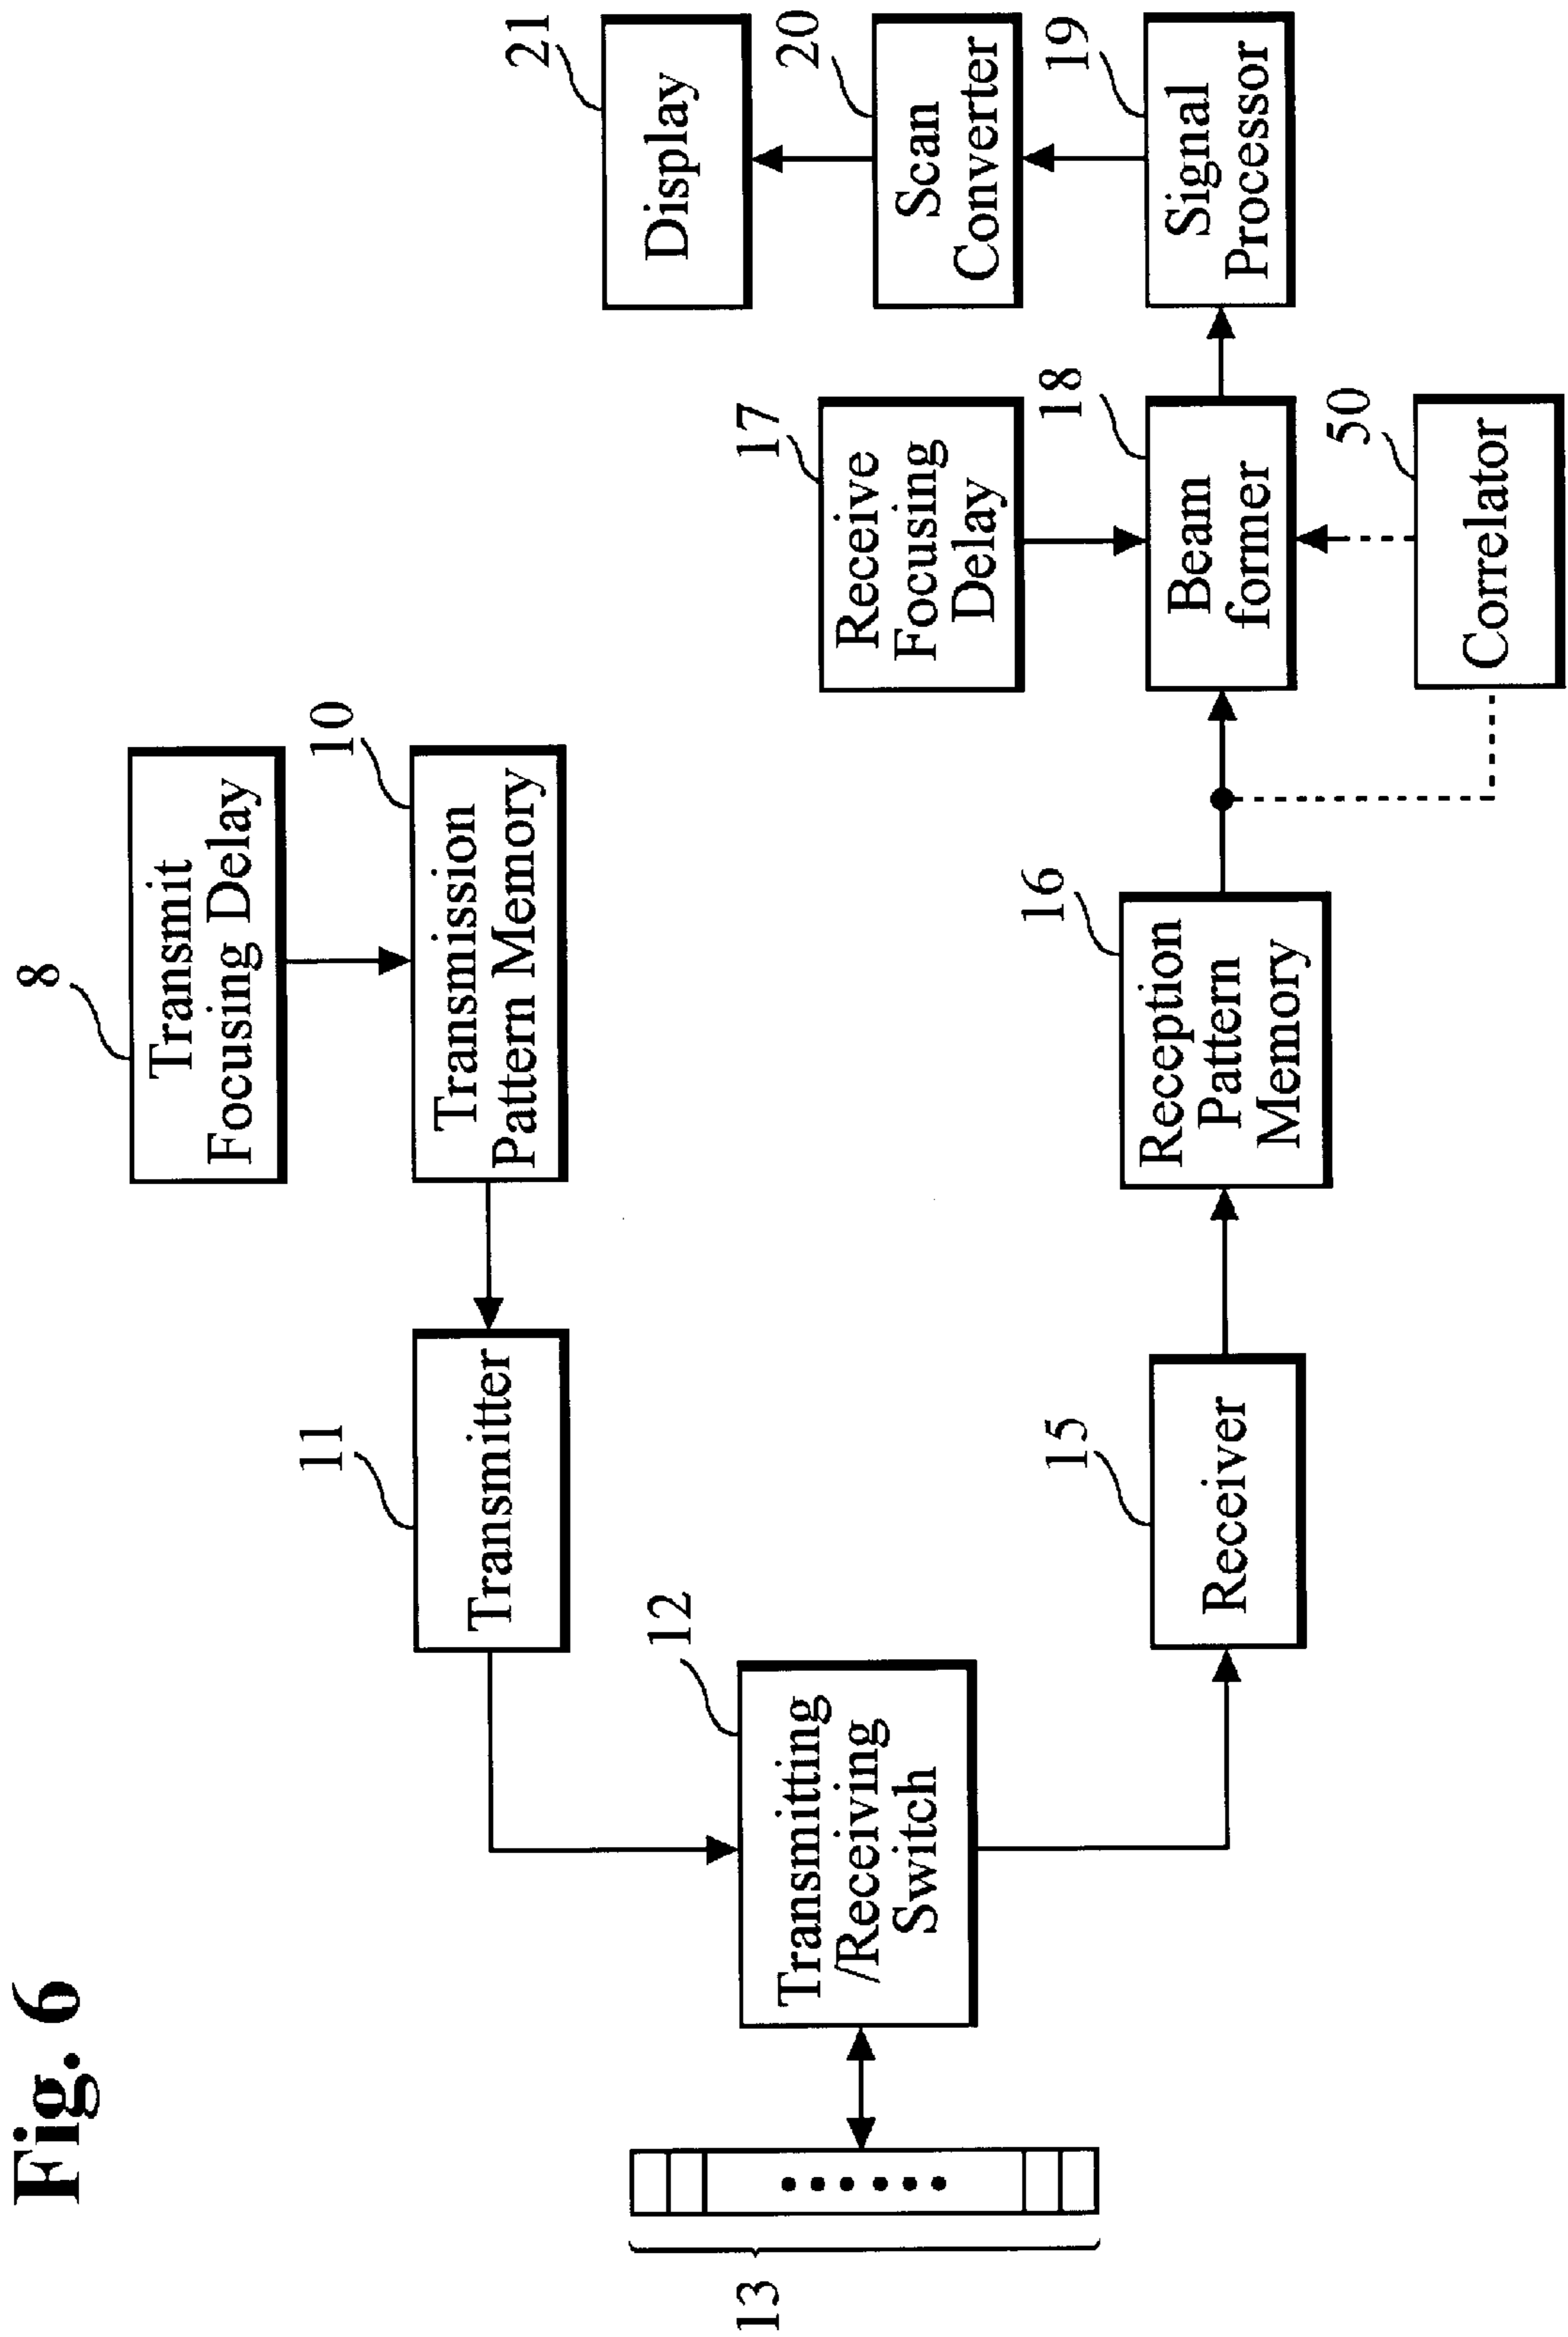 Fig. 6
8
Transmit
Focusing Delay
10
Transmission
Pattern Memory
11
Transmitter
12
Transmitting
/Receiving
Switch
13
15
Receiver
16
Reception
Pattern
Memory
17
Receive
Focusing
Delay
18
Beam
former
50
Correlator
19
Signal
Processor
20
Scan
Converter
21
Display